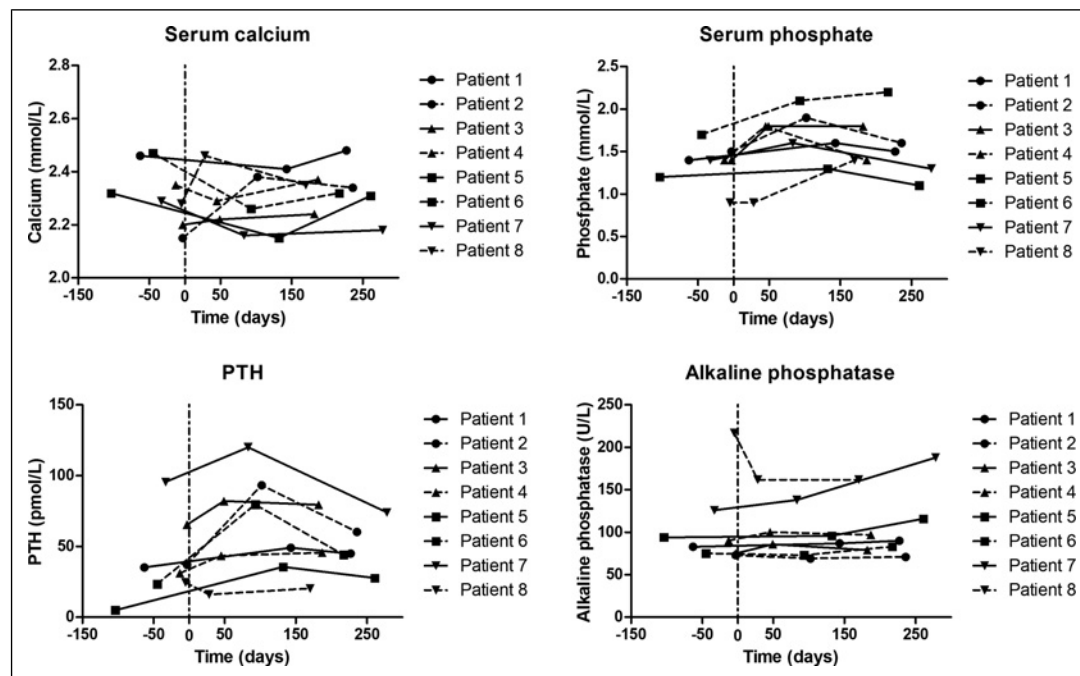 Serum calcium
Calcium (mmol/L)
2.8
2.6
2.4
2.2
2.0
-150
-50
0
50
150
250
Time (days)
Patient 1
Patient 2
Patient 3
Patient 4
Patient 5
Patient 6
Patient 7
Patient 8
Serum phosphate
Phosfphate (mmol/L)
2.5
2.0
1.5
1.0
0.5
0.0
-150
-50
0
50
150
250
Time (days)
Patient 1
Patient 2
Patient 3
Patient 4
Patient 5
Patient 6
Patient 7
Patient 8
PTH
PTH (pmol/L)
150
100
50
0
-150
-50
0
50
150
250
Time (days)
Patient 1
Patient 2
Patient 3
Patient 4
Patient 5
Patient 6
Patient 7
Patient 8
Alkaline phosphatase
Alkaline phosphatase (U/L)
250
200
150
100
50
0
-150
-50
0
50
150
250
Time (days)
Patient 1
Patient 2
Patient 3
Patient 4
Patient 5
Patient 6
Patient 7
Patient 8